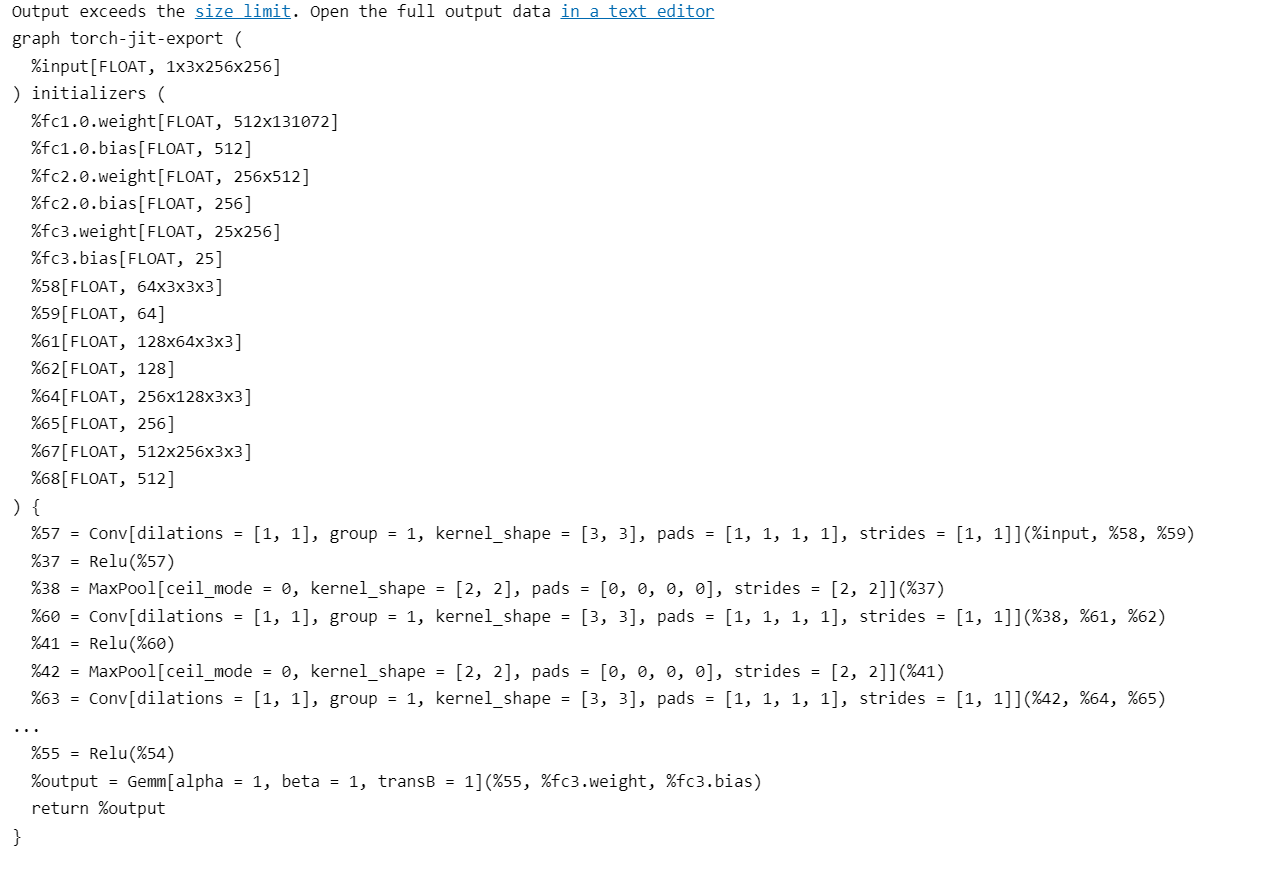 Output exceeds the size limit. Open the full output data in a text editor
graph torch-jit-export (
  %input[FLOAT, 1x3x256x256]
) initializers (
  %fc1.0.weight[FLOAT, 512x131072]
  %fc1.0.bias[FLOAT, 512]
  %fc2.0.weight[FLOAT, 256x512]
  %fc2.0.bias[FLOAT, 256]
  %fc3.weight[FLOAT, 25x256]
  %fc3.bias[FLOAT, 25]
  %58[FLOAT, 64x3x3x3]
  %59[FLOAT, 64]
  %61[FLOAT, 128x64x3x3]
  %62[FLOAT, 128]
  %64[FLOAT, 256x128x3x3]
  %65[FLOAT, 256]
  %67[FLOAT, 512x256x3x3]
  %68[FLOAT, 512]
) {
  %57 = Conv[dilations = [1, 1], group = 1, kernel_shape = [3, 3], pads = [1, 1, 1, 1], strides = [1, 1]](%input, %58, %59)
  %37 = Relu(%57)
  %38 = MaxPool[ceil_mode = 0, kernel_shape = [2, 2], pads = [0, 0, 0, 0], strides = [2, 2]](%37)
  %60 = Conv[dilations = [1, 1], group = 1, kernel_shape = [3, 3], pads = [1, 1, 1, 1], strides = [1, 1]](%38, %61, %62)
  %41 = Relu(%60)
  %42 = MaxPool[ceil_mode = 0, kernel_shape = [2, 2], pads = [0, 0, 0, 0], strides = [2, 2]](%41)
  %63 = Conv[dilations = [1, 1], group = 1, kernel_shape = [3, 3], pads = [1, 1, 1, 1], strides = [1, 1]](%42, %64, %65)
...
  %55 = Relu(%54)
  %output = Gemm[alpha = 1, beta = 1, transB = 1](%55, %fc3.weight, %fc3.bias)
  return %output
}